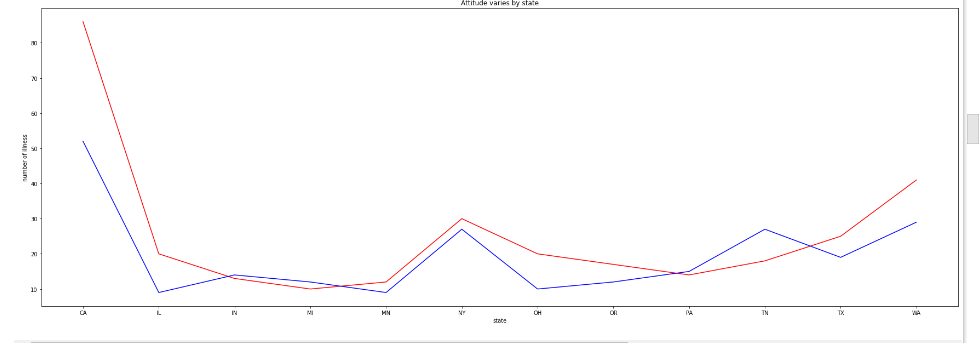 Attitude varies by state
number of illness
80
70
60
50
40
30
20
10
CA IL IN MI MN NY OH OR PA TN TX WA
state